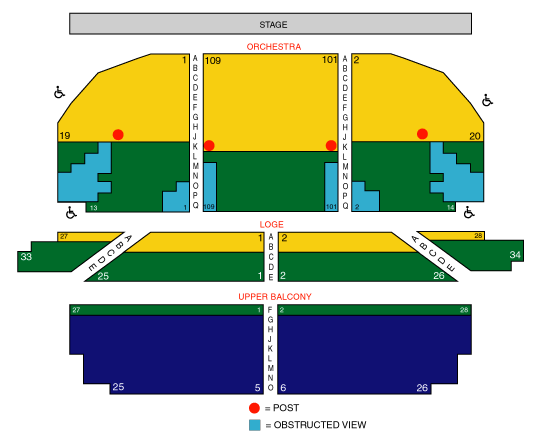 STAGE
ORCHESTRA
1 A 109 101 A 2
B B
C C
D D
E E
F F
G G
H H
19 J J 20
K K
L L
M M
N N
O O
P P
13 1 Q 109 101 Q 2 14
LOGE
27 A 1 A 2 A 28
B B B
33 C C C 34
D D D
E 25 1 E 2 26 E
UPPER BALCONY
27 1 F 2 28
G
H
J
K
L
M
N
25 5 O 6 26
= POST
= OBSTRUCTED VIEW